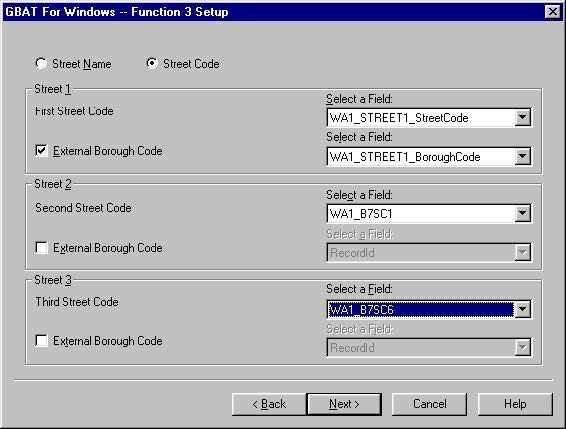 GBAT For Windows -- Function 3 Setup
Street Name Street Code
Street 1
Select a Field:
First Street Code WA1_STREET1_StreetCode
Select a Field:
External Borough Code WA1_STREET1_BoroughCode
Street 2
Select a Field:
Second Street Code WA1_B7SC1
Select a Field:
External Borough Code RecordId
Street 3
Select a Field:
Third Street Code WA1_B7SC6
Select a Field:
External Borough Code RecordId
< Back Next > Cancel Help